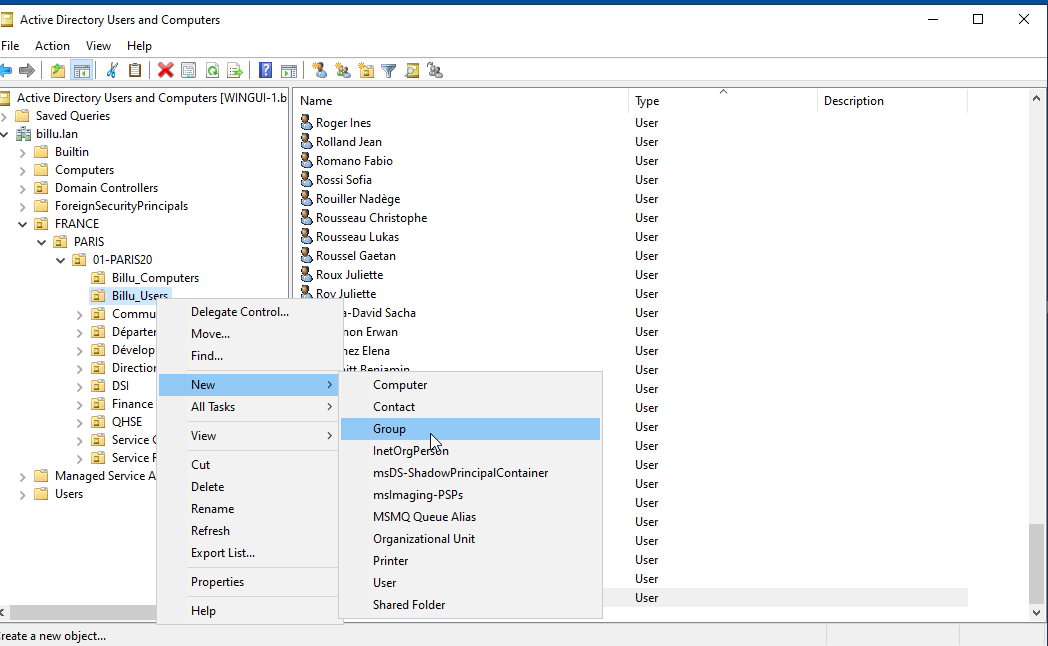 Active Directory Users and Computers
File Action View Help
Active Directory Users and Computers [WINGUI-1.b
Saved Queries
billu.lan
Builtin
Computers
Domain Controllers
ForeignSecurityPrincipals
FRANCE
PARIS
01-PARIS20
Billu_Computers
Billu_Users
Commu
Départer
Dévelop
Direction
DSI
Finance
QHSE
Service
Service F
Managed Service A
Users
Name Type Description
Roger Ines User
Rolland Jean User
Romano Fabio User
Rossi Sofia User
Rouiller Nadège User
Rousseau Christophe User
Rousseau Lukas User
Roussel Gaetan User
Roux Juliette User
Roy Juliette User
a-David Sacha User
on Erwan User
nez Elena User
itt Benjamin User
User
User
User
User
User
User
User
User
User
User
User
User
Delegate Control...
Move...
Find...
New
All Tasks
View
Cut
Delete
Rename
Refresh
Export List...
Properties
Help
Computer
Contact
Group
InetOrgPerson
msDS-ShadowPrincipalContainer
msImaging-PSPs
MSMQ Queue Alias
Organizational Unit
Printer
User
Shared Folder
reate a new object...